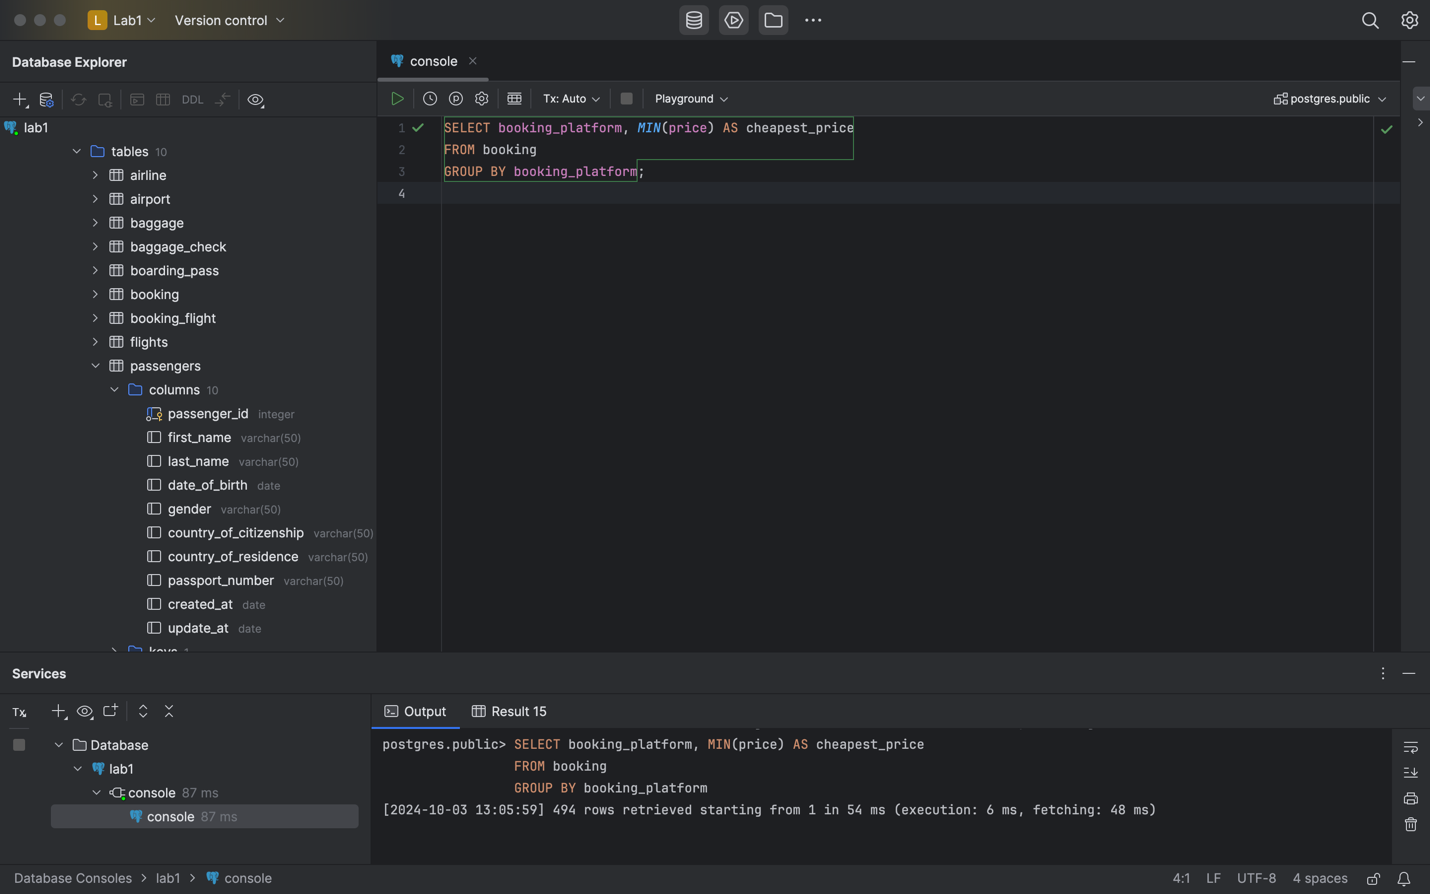 L Lab1 Version control
Database Explorer
console
DDL
Tx: Auto Playground postgres.public
lab1
tables 10
airline
airport
baggage
baggage_check
boarding_pass
booking
booking_flight
flights
passengers
columns 10
passenger_id integer
first_name varchar(50)
last_name varchar(50)
date_of_birth date
gender varchar(50)
country_of_citizenship varchar(50)
country_of_residence varchar(50)
passport_number varchar(50)
created_at date
update_at date
keys 1
1 SELECT booking_platform, MIN(price) AS cheapest_price
2 FROM booking
3 GROUP BY booking_platform;
4
Services
Tx
Database
lab1
console 87 ms
console 87 ms
Output Result 15
postgres.public> SELECT booking_platform, MIN(price) AS cheapest_price
FROM booking
GROUP BY booking_platform
[2024-10-03 13:05:59] 494 rows retrieved starting from 1 in 54 ms (execution: 6 ms, fetching: 48 ms)
Database Consoles > lab1 > console
4:1 LF UTF-8 4 spaces